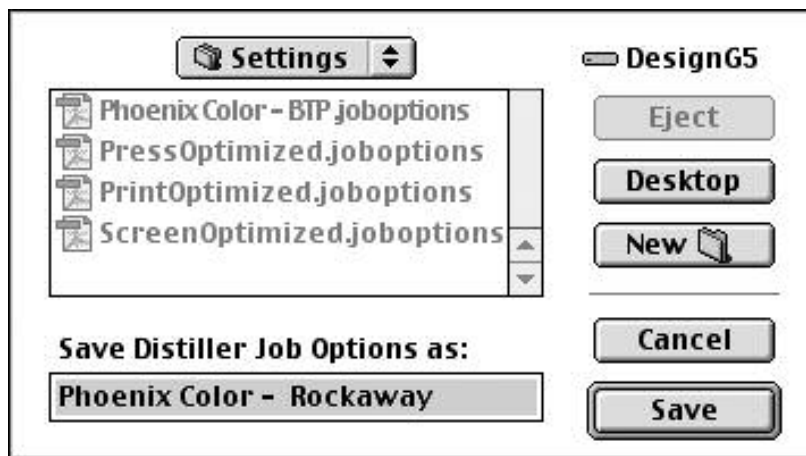 Settings
DesignG5
Phoenix Color - BTP.joboptions
PressOptimized.joboptions
PrintOptimized.joboptions
ScreenOptimized.joboptions
Eject
Desktop
New
Save Distiller Job Options as:
Phoenix Color -  Rockaway
Cancel
Save